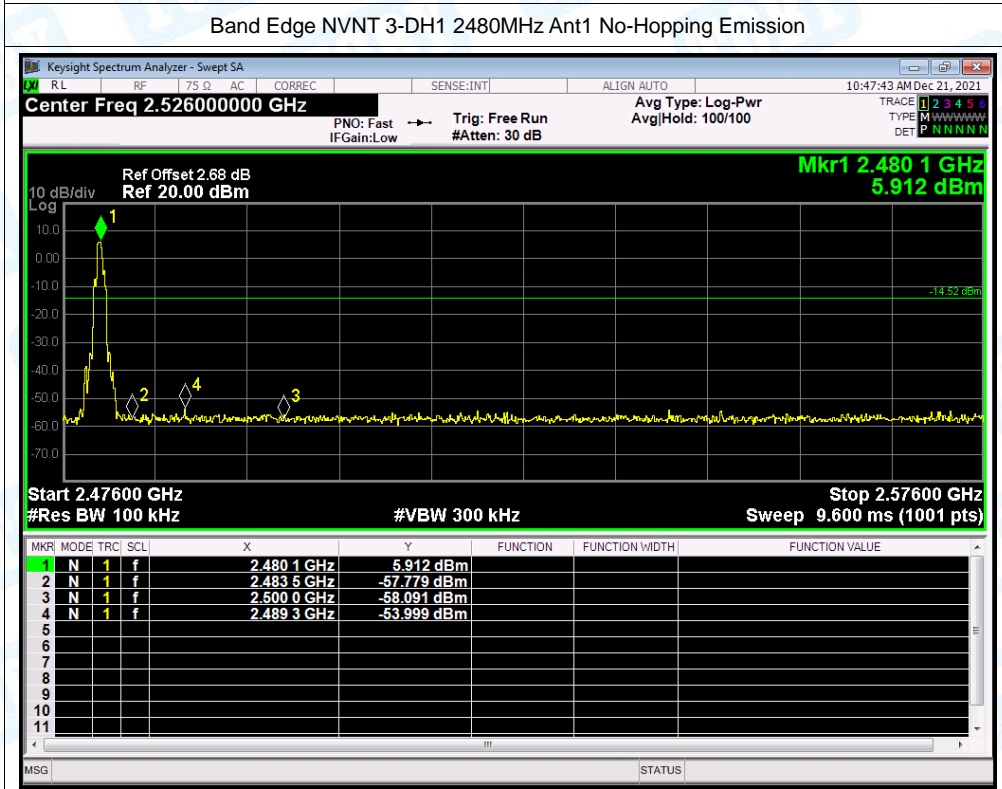 Band Edge NVNT 3-DH1 2480MHz Ant1 No-Hopping Emission
Keysight Spectrum Analyzer - Swept SA
LXI RL RF 75 Ω AC CORREC SENSE:INT ALIGN AUTO 10:47:43 AM Dec 21, 2021
Center Freq 2.526000000 GHz Avg Type: Log-Pwr TRACE 1 2 3 4 5 6
PNO: Fast Trig: Free Run Avg|Hold: 100/100 TYPE M WWWWW
IFGain:Low #Atten: 30 dB DET P N N N N N
Mkr1 2.480 1 GHz
Ref Offset 2.68 dB
10 dB/div Ref 20.00 dBm 5.912 dBm
Log
1
10.0
0.00
-10.0
-14.52 dBm
-20.0
-30.0
-40.0
4
2 3
-50.0
-60.0
-70.0
Start 2.47600 GHz Stop 2.57600 GHz
#Res BW 100 kHz #VBW 300 kHz Sweep 9.600 ms (1001 pts)
MKR MODE TRC SCL X Y FUNCTION FUNCTION WIDTH FUNCTION VALUE
1 N 1 f 2.480 1 GHz 5.912 dBm
2 N 1 f 2.483 5 GHz -57.779 dBm
3 N 1 f 2.500 0 GHz -58.091 dBm
4 N 1 f 2.489 3 GHz -53.999 dBm
5
6
7
8
9
10
11
MSG STATUS